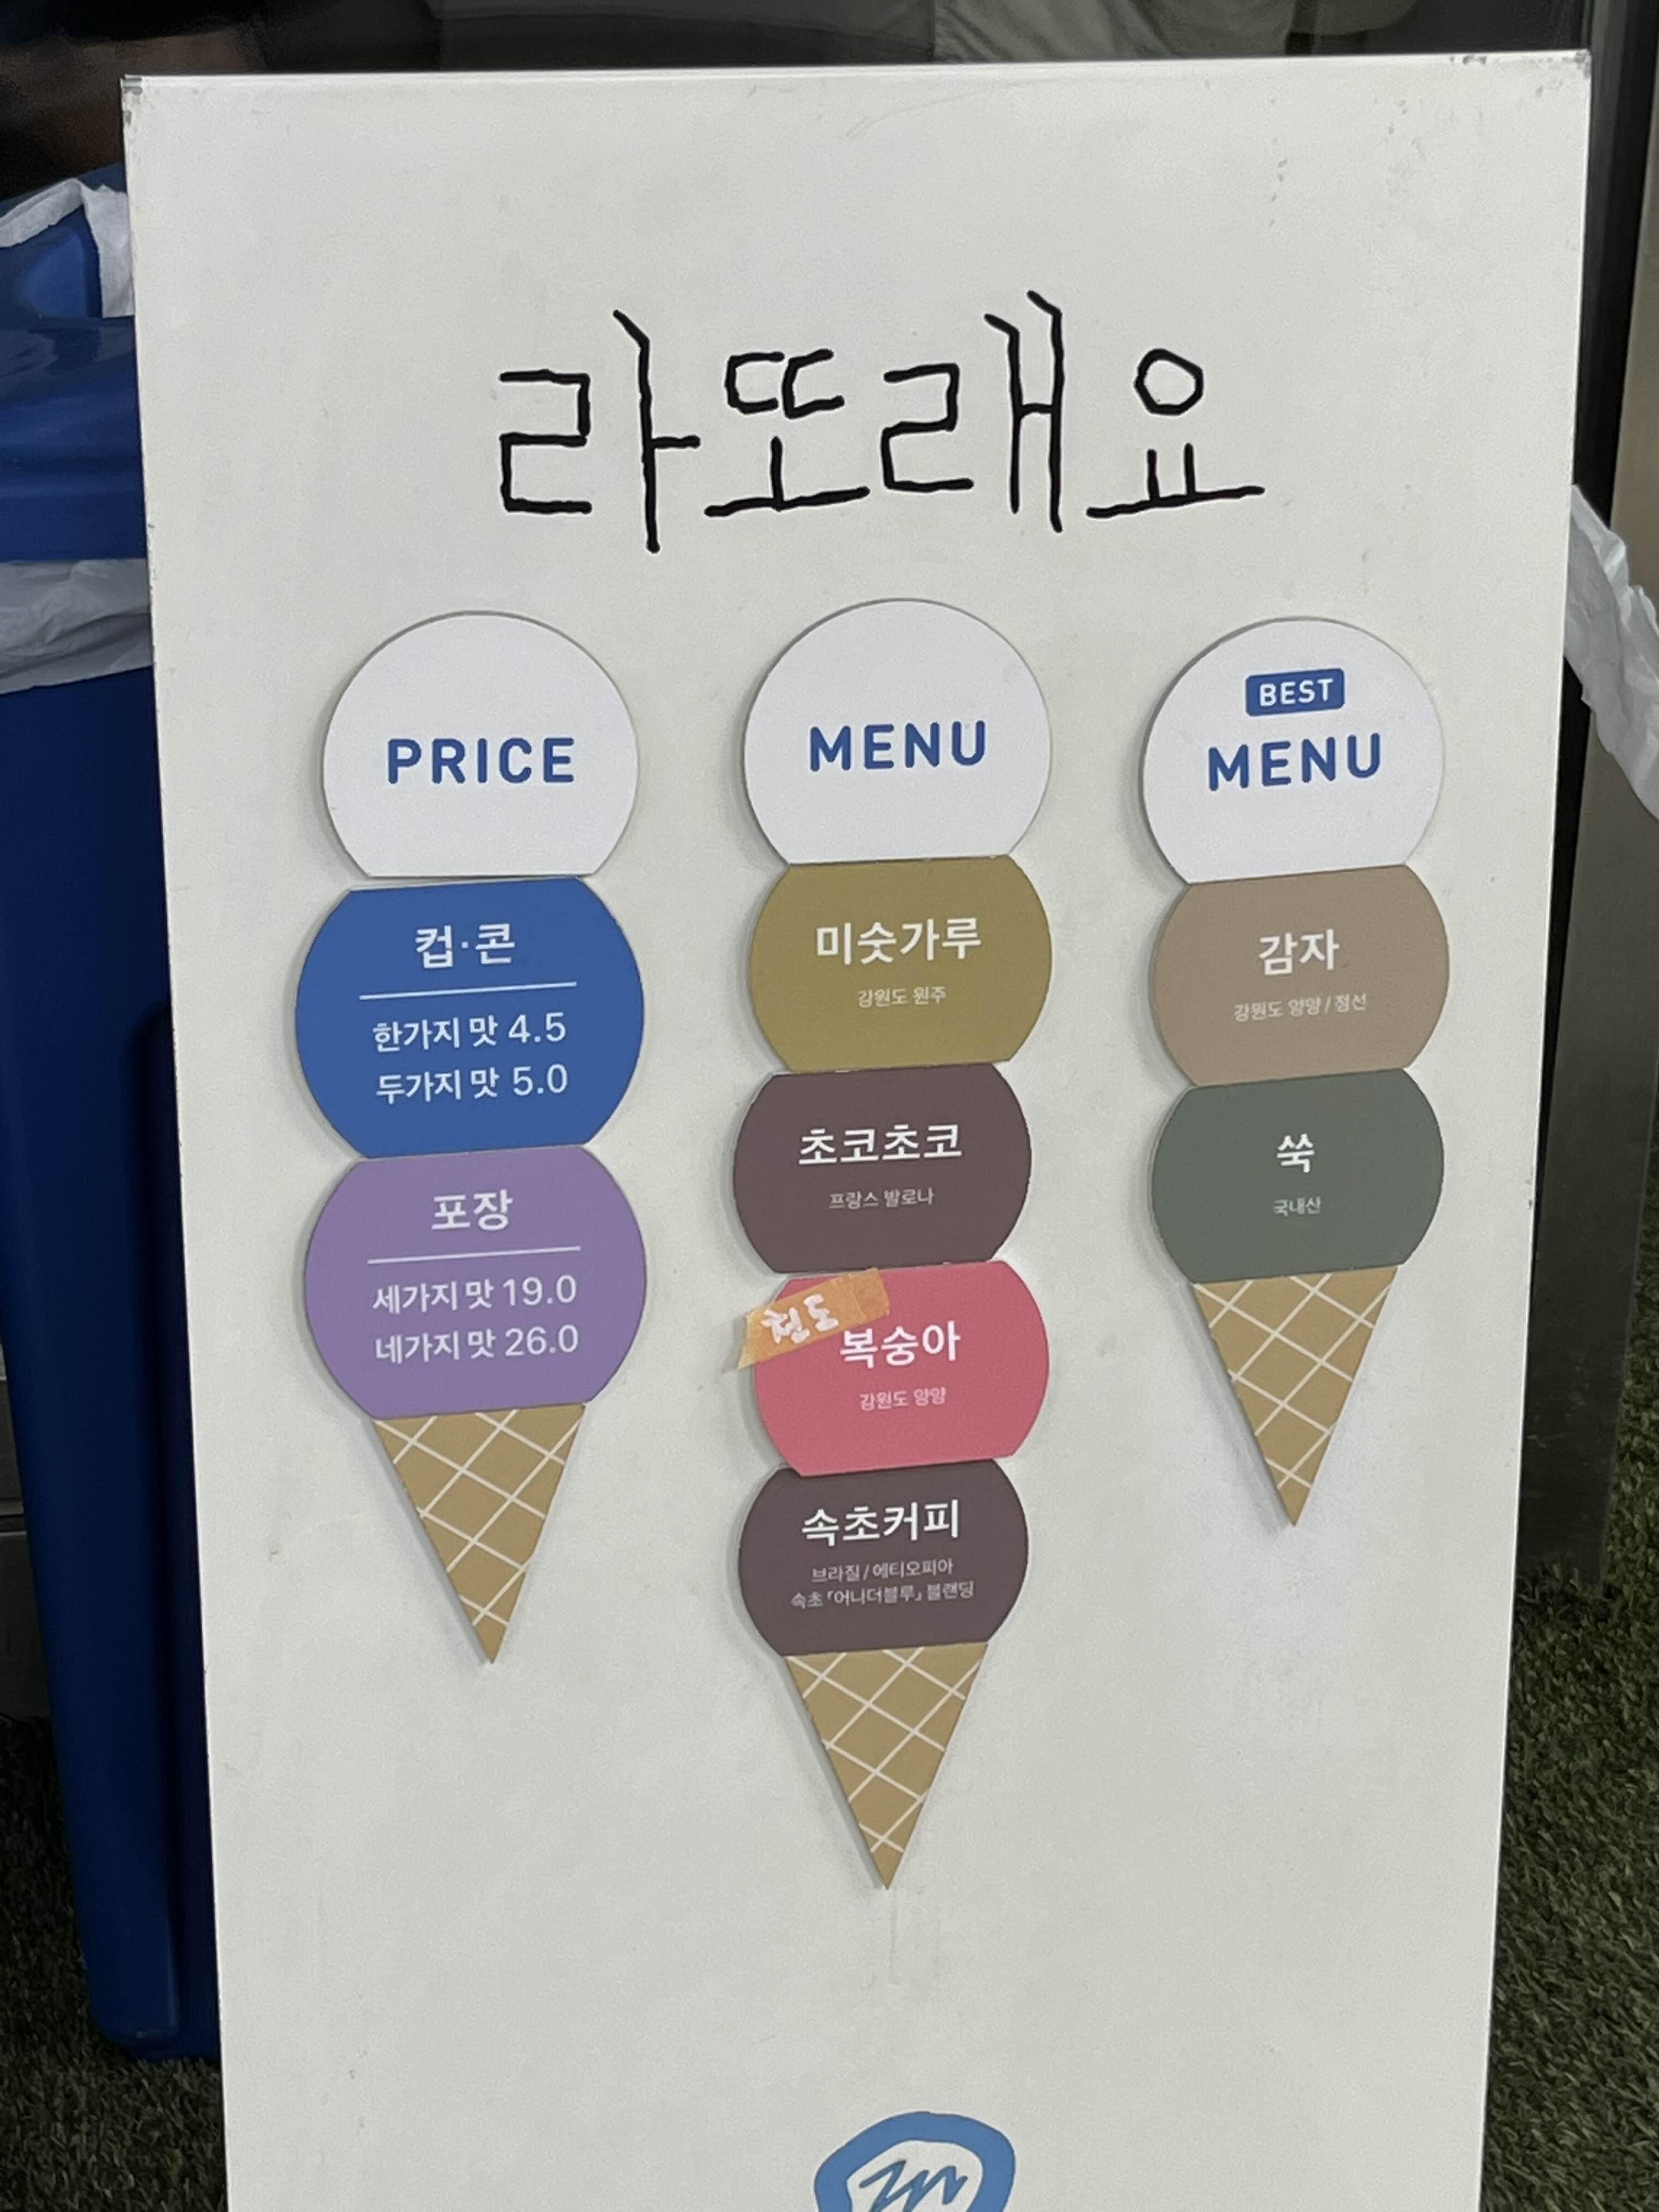 라또래요
PRICE
컵·콘
한가지 맛 4.5
두가지 맛 5.0
포장
세가지 맛 19.0
네가지 맛 26.0
MENU
미숫가루
강원도 원주
초코초코
프랑스 발로나
천도
복숭아
강원도 양양
속초커피
브라질 / 에티오피아
속초 「어나더블루」 블랜딩
BEST
MENU
감자
강원도 양양 / 정선
쑥
국내산